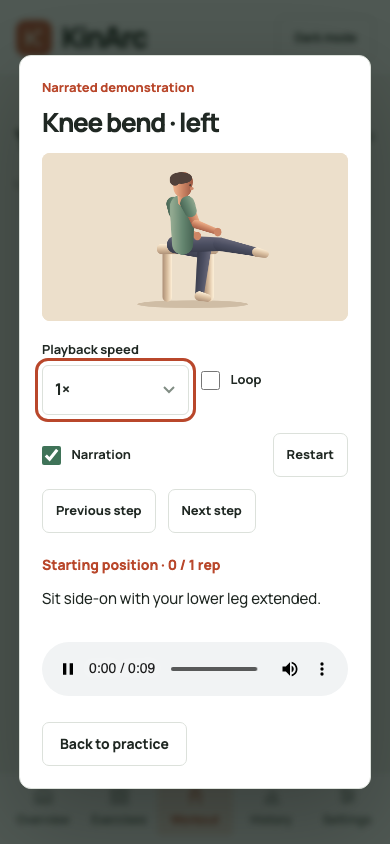 KinArc
Narrated demonstration
Knee bend · left
Playback speed
1×
Loop
Narration
Restart
Previous step
Next step
Starting position · 0 / 1 rep
Sit side-on with your lower leg extended.
0:00 / 0:09
Back to practice